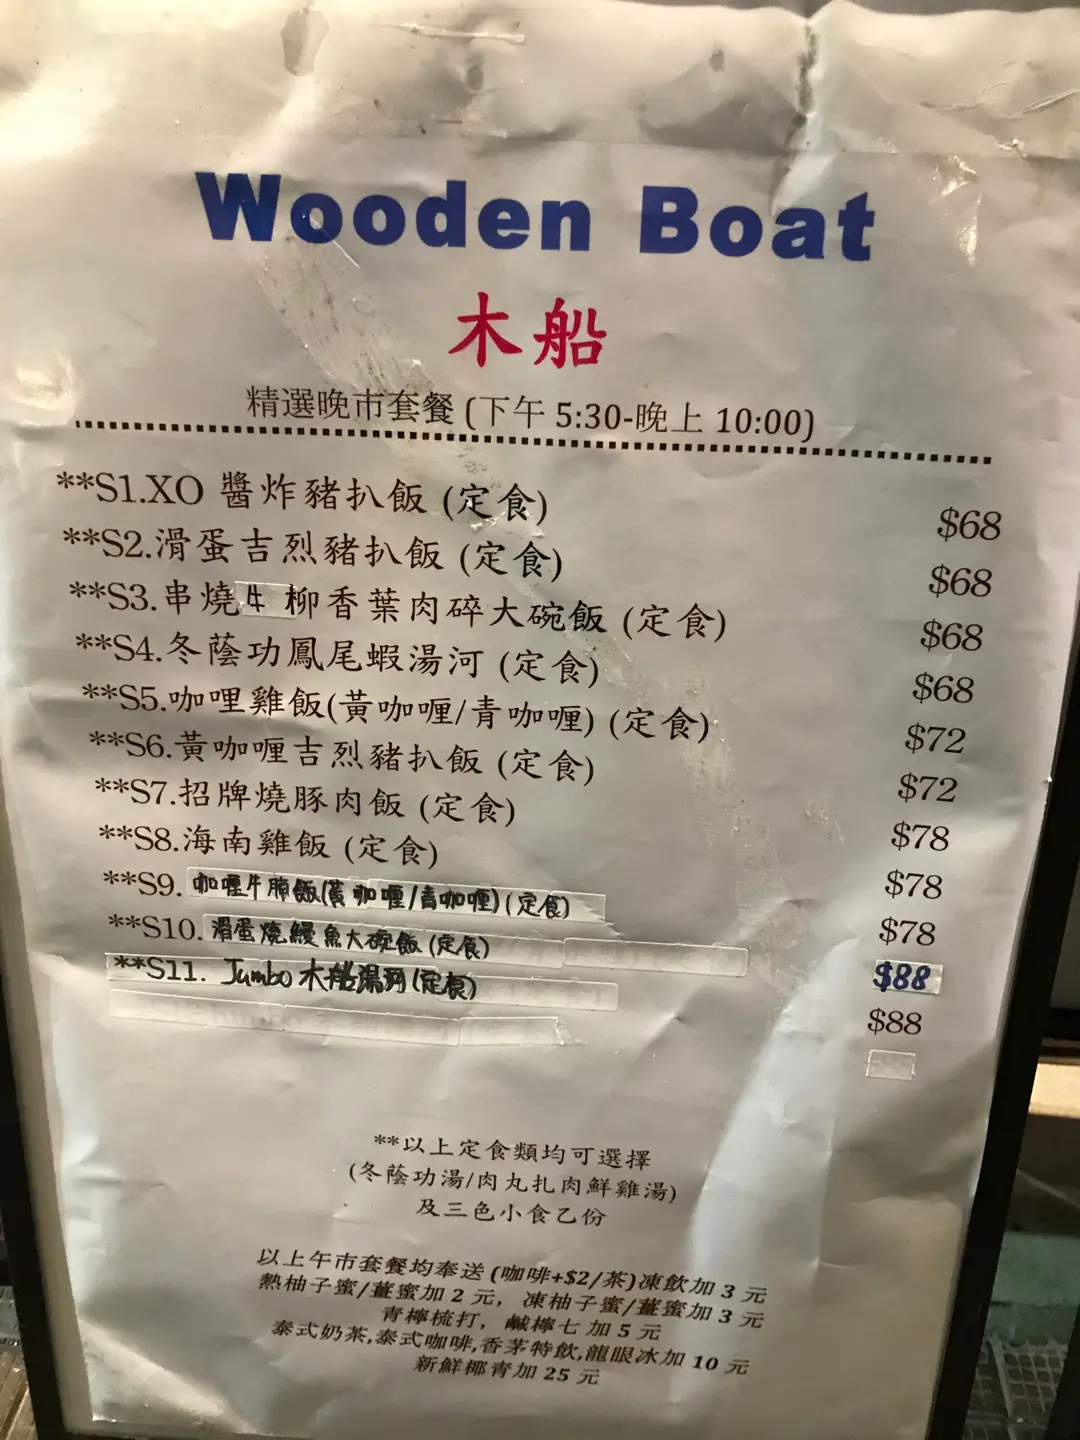 Wooden Boat
木船
精選晚市套餐 (下午 5:30-晚上 10:00)
**S1.XO 醬炸豬扒飯 (定食) $68
**S2.滑蛋吉烈豬扒飯 (定食) $68
**S3.串燒牛柳香葉肉碎大碗飯 (定食) $68
**S4.冬蔭功鳳尾蝦湯河 (定食) $68
**S5.咖哩雞飯(黃咖喱/青咖喱) (定食) $72
**S6.黃咖喱吉烈豬扒飯 (定食) $72
**S7.招牌燒豚肉飯 (定食) $78
**S8.海南雞飯 (定食) $78
**S9. 咖喱牛腩飯(黃咖喱/青咖喱)(定食) $78
**S10. 滑蛋燒鰻魚大碗飯(定食) $88
**S11. Jumbo 木船湯河(定食) $88
**以上定食類均可選擇
(冬蔭功湯/肉丸扎肉鮮雞湯)
及三色小食乙份
以上午市套餐均奉送 (咖啡+$2/茶)凍飲加 3 元
熱柚子蜜/薑蜜加 2 元, 凍柚子蜜/薑蜜加 3 元
青檸梳打, 鹹檸七 加 5 元
泰式奶茶,泰式咖啡,香茅特飲,龍眼冰加 10 元
新鮮椰青加 25 元